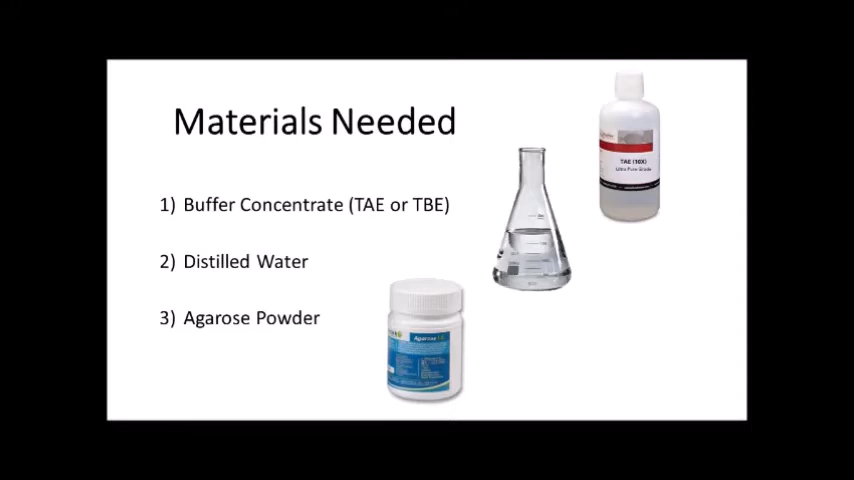 Materials Needed
1) Buffer Concentrate (TAE or TBE)
2) Distilled Water
3) Agarose Powder
TAE (10X)
Ultra Pure Grade
Agarose